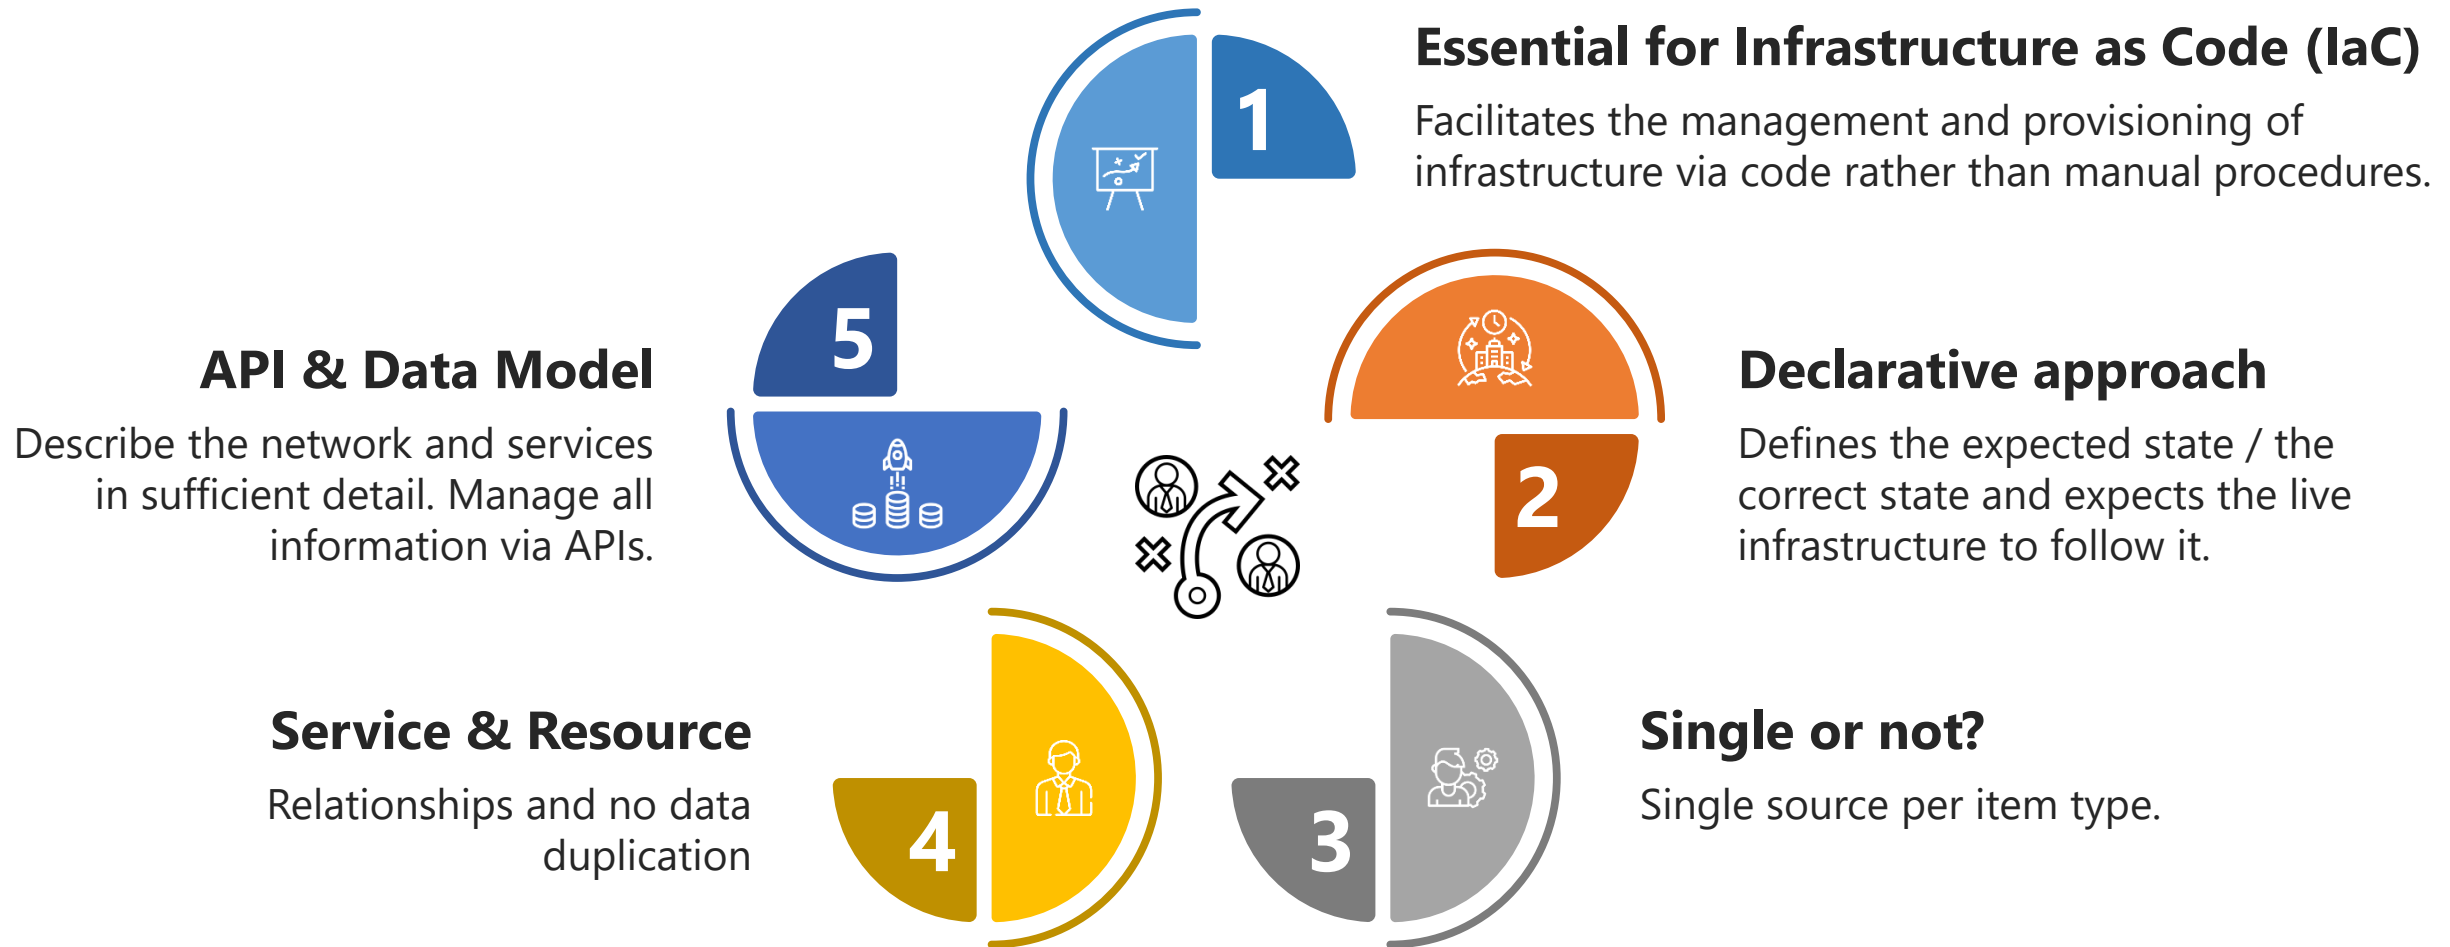 1
Essential for Infrastructure as Code (IaC)
Facilitates the management and provisioning of
infrastructure via code rather than manual procedures.
2
Declarative approach
Defines the expected state / the
correct state and expects the live
infrastructure to follow it.
3
Single or not?
Single source per item type.
4
Service & Resource
Relationships and no data
duplication
5
API & Data Model
Describe the network and services
in sufficient detail. Manage all
information via APIs.